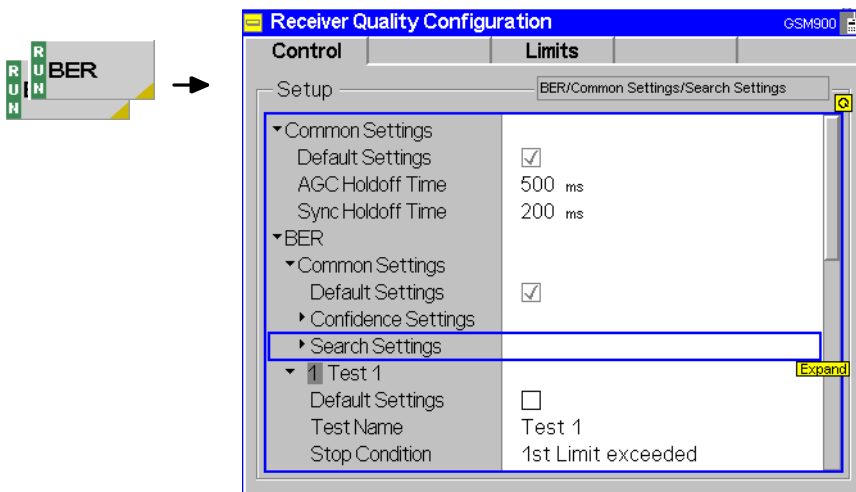 RUN
RUN
BER
Receiver Quality Configuration
GSM900
Control
Limits
Setup
BER/Common Settings/Search Settings
Common Settings
Default Settings
AGC Holdoff Time 500 ms
Sync Holdoff Time 200 ms
BER
Common Settings
Default Settings
Confidence Settings
Search Settings
Expand
1 Test 1
Default Settings
Test Name Test 1
Stop Condition 1st Limit exceeded